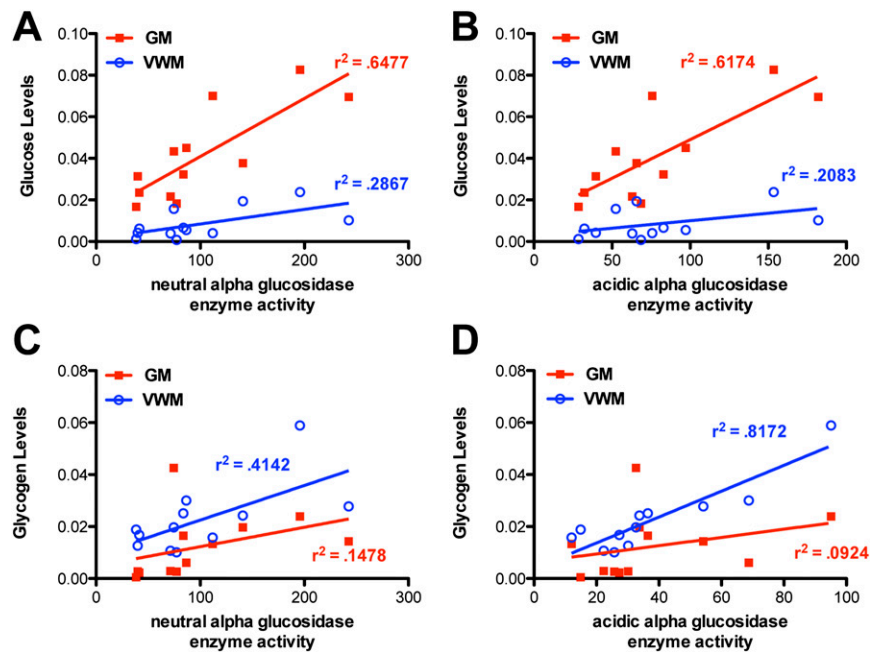 A
GM
VWM
r² = .6477
r² = .2867
Glucose Levels
0.10
0.08
0.06
0.04
0.02
0.00
0 100 200 300
neutral alpha glucosidase
enzyme activity
B
GM
VWM
r² = .6174
r² = .2083
Glucose Levels
0.10
0.08
0.06
0.04
0.02
0.00
0 50 100 150 200
acidic alpha glucosidase
enzyme activity
C
GM
VWM
r² = .4142
r² = .1478
Glycogen Levels
0.08
0.06
0.04
0.02
0.00
0 100 200 300
neutral alpha glucosidase
enzyme activity
D
GM
VWM
r² = .8172
r² = .0924
Glycogen Levels
0.08
0.06
0.04
0.02
0.00
0 20 40 60 80 100
acidic alpha glucosidase
enzyme activity